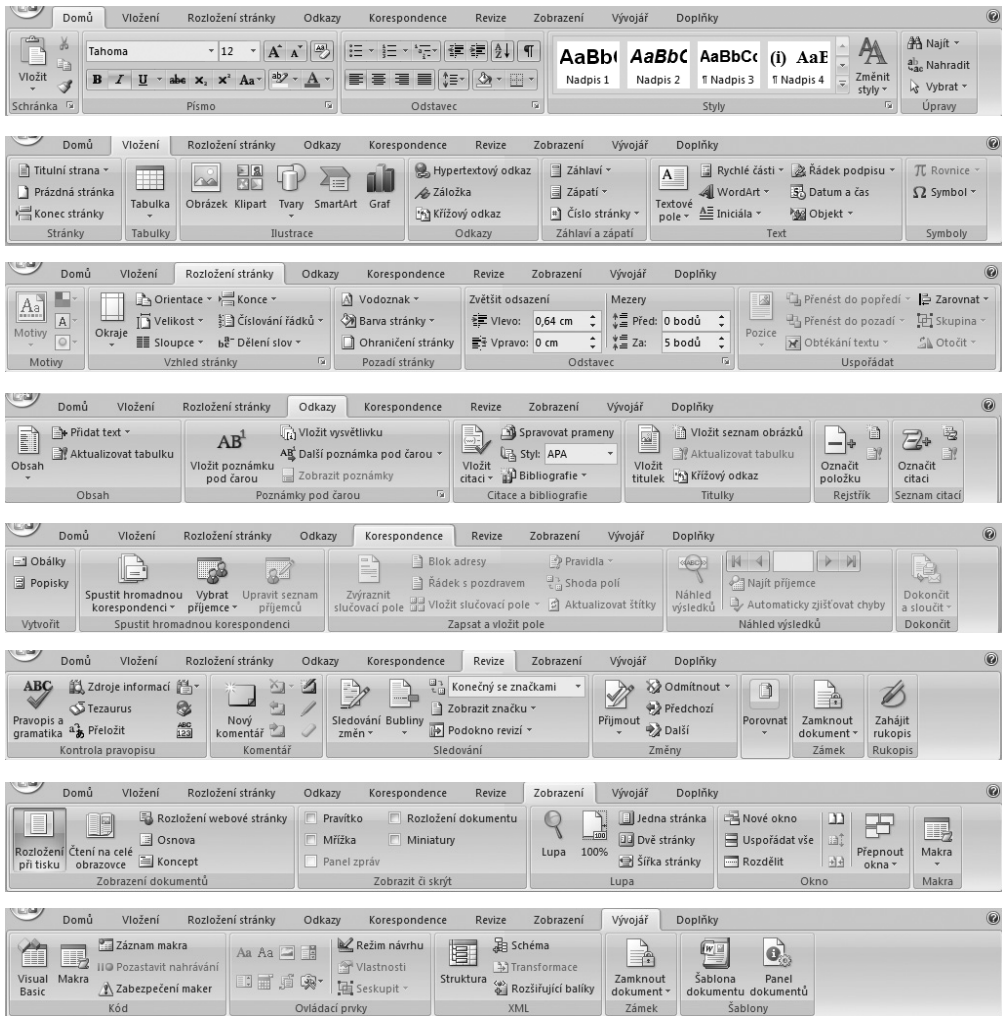 Domů Vložení Rozložení stránky Odkazy Korespondence Revize Zobrazení Vývojář Doplňky
Vložit
Tahoma 12
B I U abe x₂ x² Aa ab A
AaBb AaBbC AaBbCc (i) AaB
Nadpis 1 Nadpis 2 ¶ Nadpis 3 ¶ Nadpis 4
Změnit styly
Najít
Nahradit
Vybrat
Schránka Písmo Odstavec Styly Úpravy
Domů Vložení Rozložení stránky Odkazy Korespondence Revize Zobrazení Vývojář Doplňky
Titulní strana
Prázdná stránka
Konec stránky
Tabulka
Obrázek Klipart Tvary SmartArt Graf
Hypertextový odkaz
Záložka
Křížový odkaz
Záhlaví
Zápatí
Číslo stránky
Textové pole
Rychlé části
WordArt
Iniciála
Řádek podpisu
Datum a čas
Objekt
π Rovnice
Ω Symbol
Stránky Tabulky Ilustrace Odkazy Záhlaví a zápatí Text Symboly
Domů Vložení Rozložení stránky Odkazy Korespondence Revize Zobrazení Vývojář Doplňky
Motivy
Okraje
Orientace
Velikost
Sloupce
Konce
Číslování řádků
Dělení slov
Vodoznak
Barva stránky
Ohraničení stránky
Zvětšit odsazení
Vlevo: 0,64 cm
Vpravo: 0 cm
Mezery
Před: 0 bodů
Za: 5 bodů
Pozice
Přenést do popředí
Přenést do pozadí
Obtékání textu
Zarovnat
Skupina
Otočit
Motivy Vzhled stránky Pozadí stránky Odstavec Uspořádat
Domů Vložení Rozložení stránky Odkazy Korespondence Revize Zobrazení Vývojář Doplňky
Obsah
Přidat text
Aktualizovat tabulku
AB¹
Vložit poznámku
pod čarou
Vložit vysvětlivku
Další poznámka pod čarou
Zobrazit poznámky
Vložit
citaci
Spravovat prameny
Styl: APA
Bibliografie
Vložit
titulek
Vložit seznam obrázků
Aktualizovat tabulku
Křížový odkaz
Označit
položku
Označit
citaci
Obsah Poznámky pod čarou Citace a bibliografie Titulky Rejstřík Seznam citací
Domů Vložení Rozložení stránky Odkazy Korespondence Revize Zobrazení Vývojář Doplňky
Obálky
Popisky
Spustit hromadnou
korespondenci
Vybrat
příjemce
Upravit seznam
příjemců
Zvýraznit
slučovací pole
Blok adresy
Řádek s pozdravem
Vložit slučovací pole
Pravidla
Shoda polí
Aktualizovat štítky
ABC
Náhled
výsledků
Najít příjemce
Automaticky zjišťovat chyby
Dokončit
a sloučit
Vytvořit Spustit hromadnou korespondenci Zapsat a vložit pole Náhled výsledků Dokončit
Domů Vložení Rozložení stránky Odkazy Korespondence Revize Zobrazení Vývojář Doplňky
ABC
Pravopis a
gramatika
Zdroje informací
Tezaurus
Přeložit
ABC
123
Nový
komentář
Sledování
změn
Bubliny
Konečný se značkami
Zobrazit značku
Podokno revizí
Přijmout
Odmítnout
Předchozí
Další
Porovnat
Zamknout
dokument
Zahájit
rukopis
Kontrola pravopisu Komentář Sledování Změny Zámek Rukopis
Domů Vložení Rozložení stránky Odkazy Korespondence Revize Zobrazení Vývojář Doplňky
Rozložení
při tisku
Čtení na celé
obrazovce
Rozložení webové stránky
Osnova
Koncept
Pravítko
Mřížka
Panel zpráv
Rozložení dokumentu
Miniatury
Lupa
100%
Jedna stránka
Dvě stránky
Šířka stránky
Nové okno
Uspořádat vše
Rozdělit
Přepnout
okna
Makra
Zobrazení dokumentů Zobrazit či skrýt Lupa Okno Makra
Domů Vložení Rozložení stránky Odkazy Korespondence Revize Zobrazení Vývojář Doplňky
Visual
Basic
Makra
Záznam makra
Pozastavit nahrávání
Zabezpečení maker
Aa Aa
Režim návrhu
Vlastnosti
Seskupit
Struktura
Schéma
Transformace
Rozšiřující balíky
Zamknout
dokument
Šablona
dokumentu
Panel
dokumentů
Kód Ovládací prvky XML Zámek Šablony